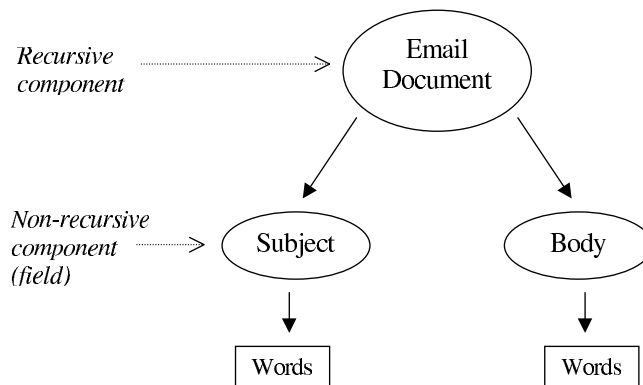 Recursive
component
Email
Document
Non-recursive
component
(field)
Subject
Body
Words
Words